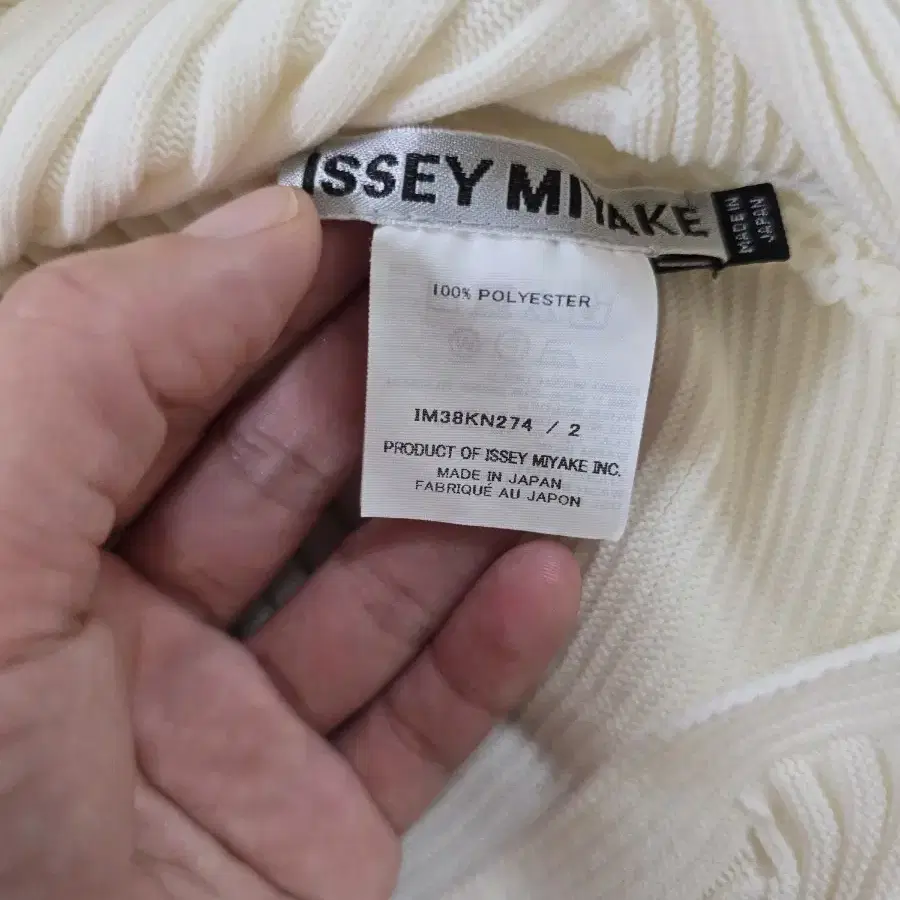 ISSEY MIYAKE
MADE IN
JAPAN
100% POLYESTER
IM38KN274 / 2
PRODUCT OF ISSEY MIYAKE INC.
MADE IN JAPAN
FABRIQUÉ AU JAPON